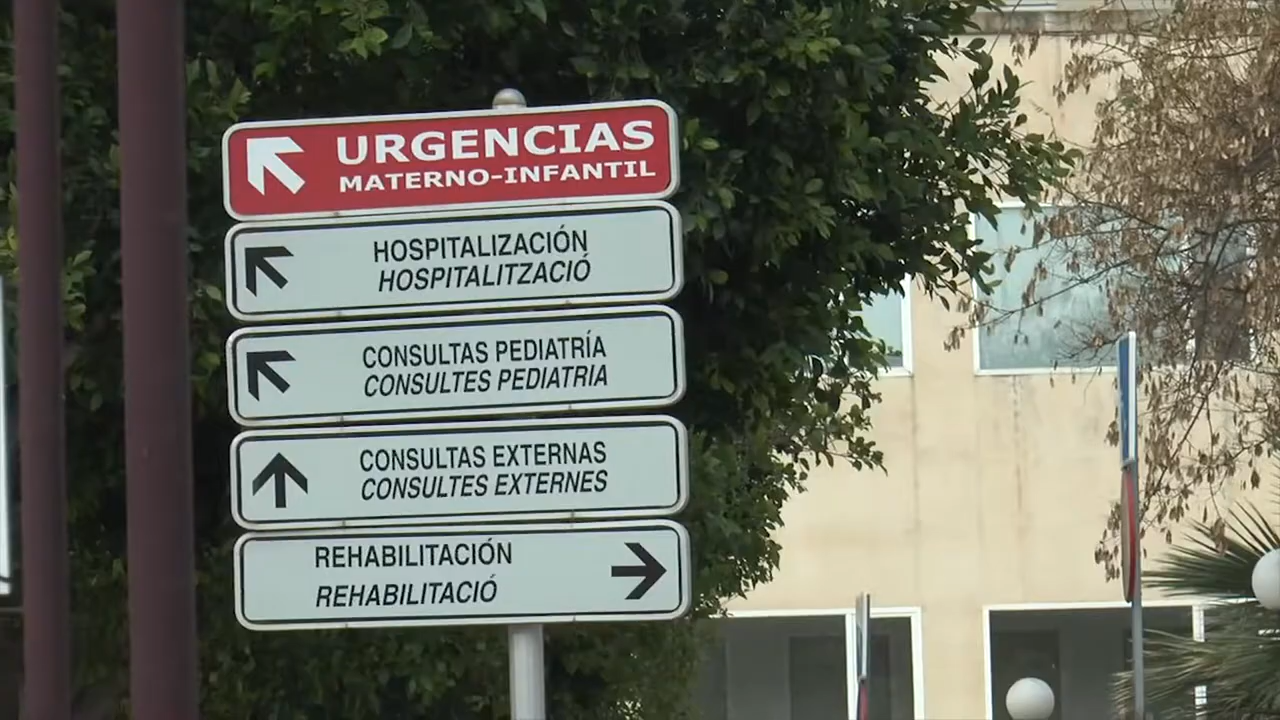 URGENCIAS
MATERNO-INFANTIL
HOSPITALIZACIÓN
HOSPITALITZACIÓ
CONSULTAS PEDIATRÍA
CONSULTES PEDIATRIA
CONSULTAS EXTERNAS
CONSULTES EXTERNES
REHABILITACIÓN
REHABILITACIÓ